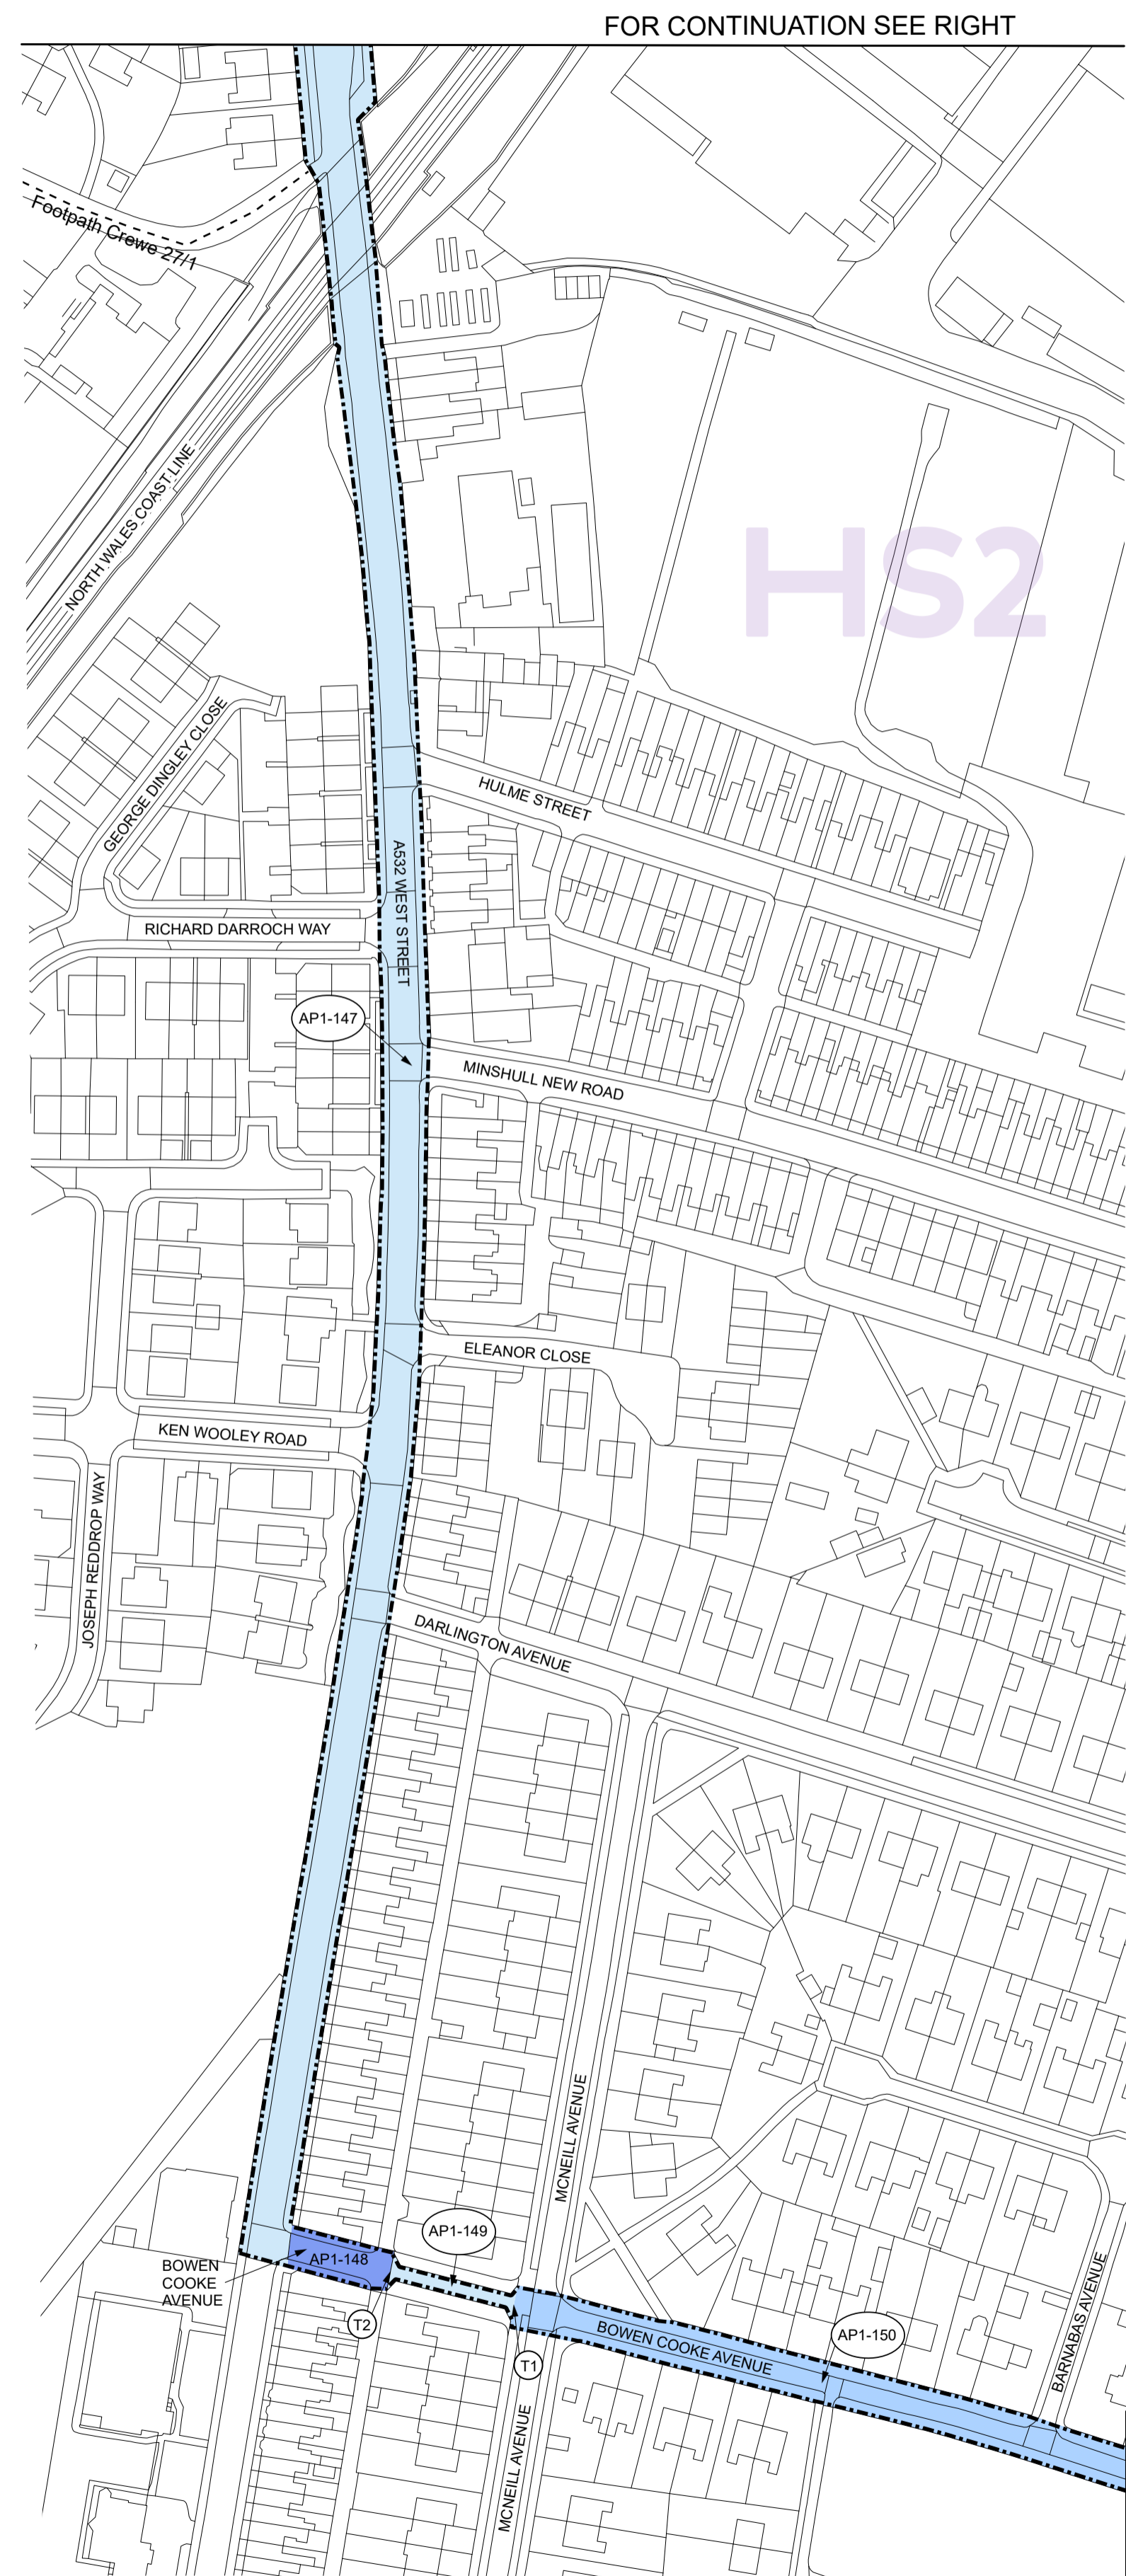 FOR CONTINUATION SEE RIGHT
Footpath Crewe 27/1
NORTH WALES COAST LINE
HS2
GEORGE DINGLEY CLOSE
HULME STREET
A532 WEST STREET
RICHARD DARROCH WAY
AP1-147
MINSHULL NEW ROAD
ELEANOR CLOSE
KEN WOOLEY ROAD
JOSEPH REDDROP WAY
DARLINGTON AVENUE
MCNEILL AVENUE
AP1-149
AP1-148
BOWEN
COOKE
AVENUE
T2
T1
BOWEN COOKE AVENUE
AP1-150
BARNABAS AVENUE
MCNEILL AVENUE